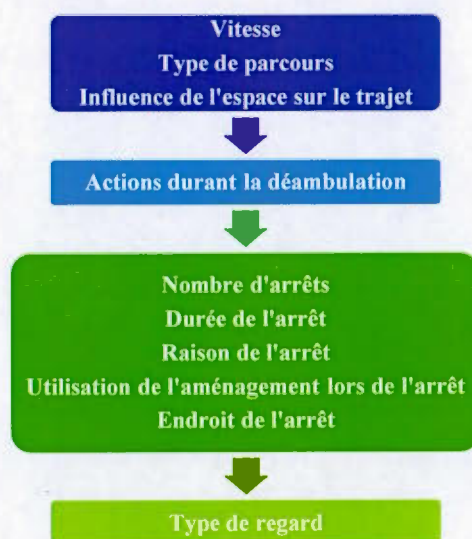 Vitesse
Type de parcours
Influence de l'espace sur le trajet
Actions durant la déambulation
Nombre d'arrêts
Durée de l'arrêt
Raison de l'arrêt
Utilisation de l'aménagement lors de l'arrêt
Endroit de l'arrêt
Type de regard